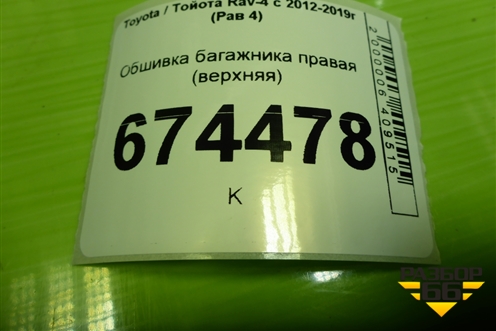 Toyota / Тойота Rav-4 с 2012-2019г
(Рав 4)
Обшивка багажника правая
(верхняя)
674478
К
2000006409515
РАЗБОР
66